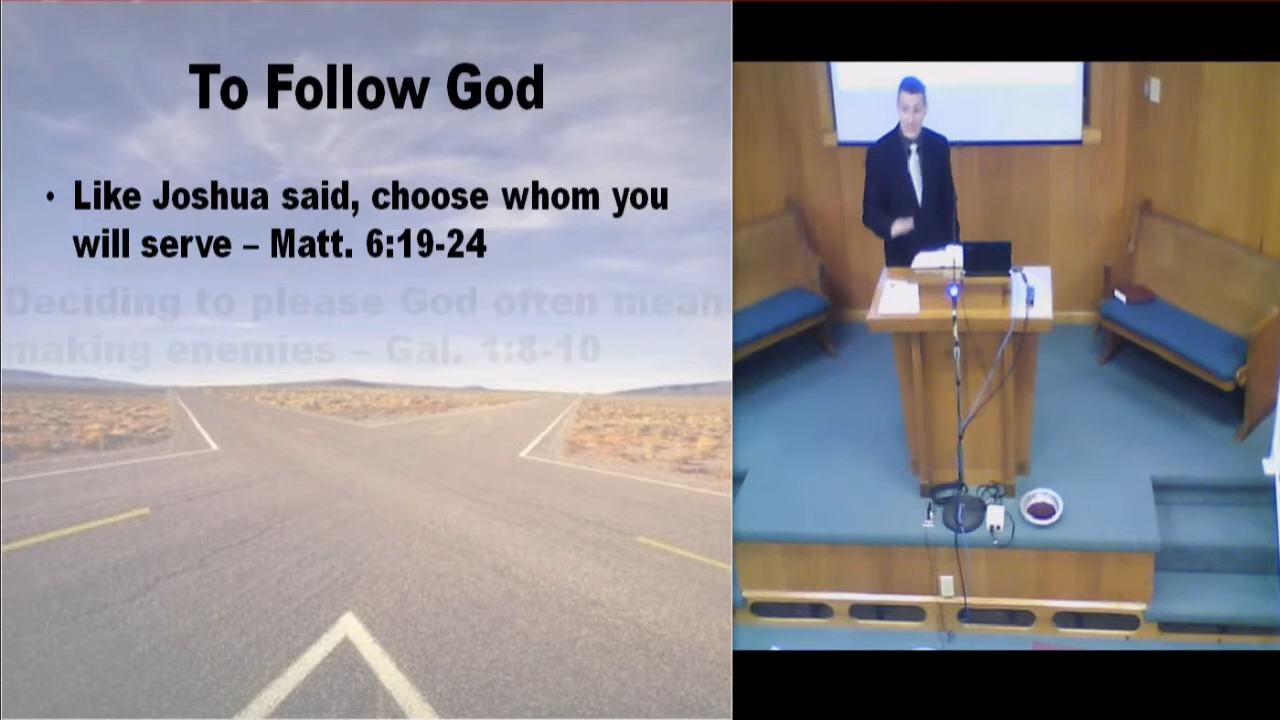 To Follow God
• Like Joshua said, choose whom you
will serve – Matt. 6:19-24
Deciding to please God often mean
making enemies – Gal. 1:8-10